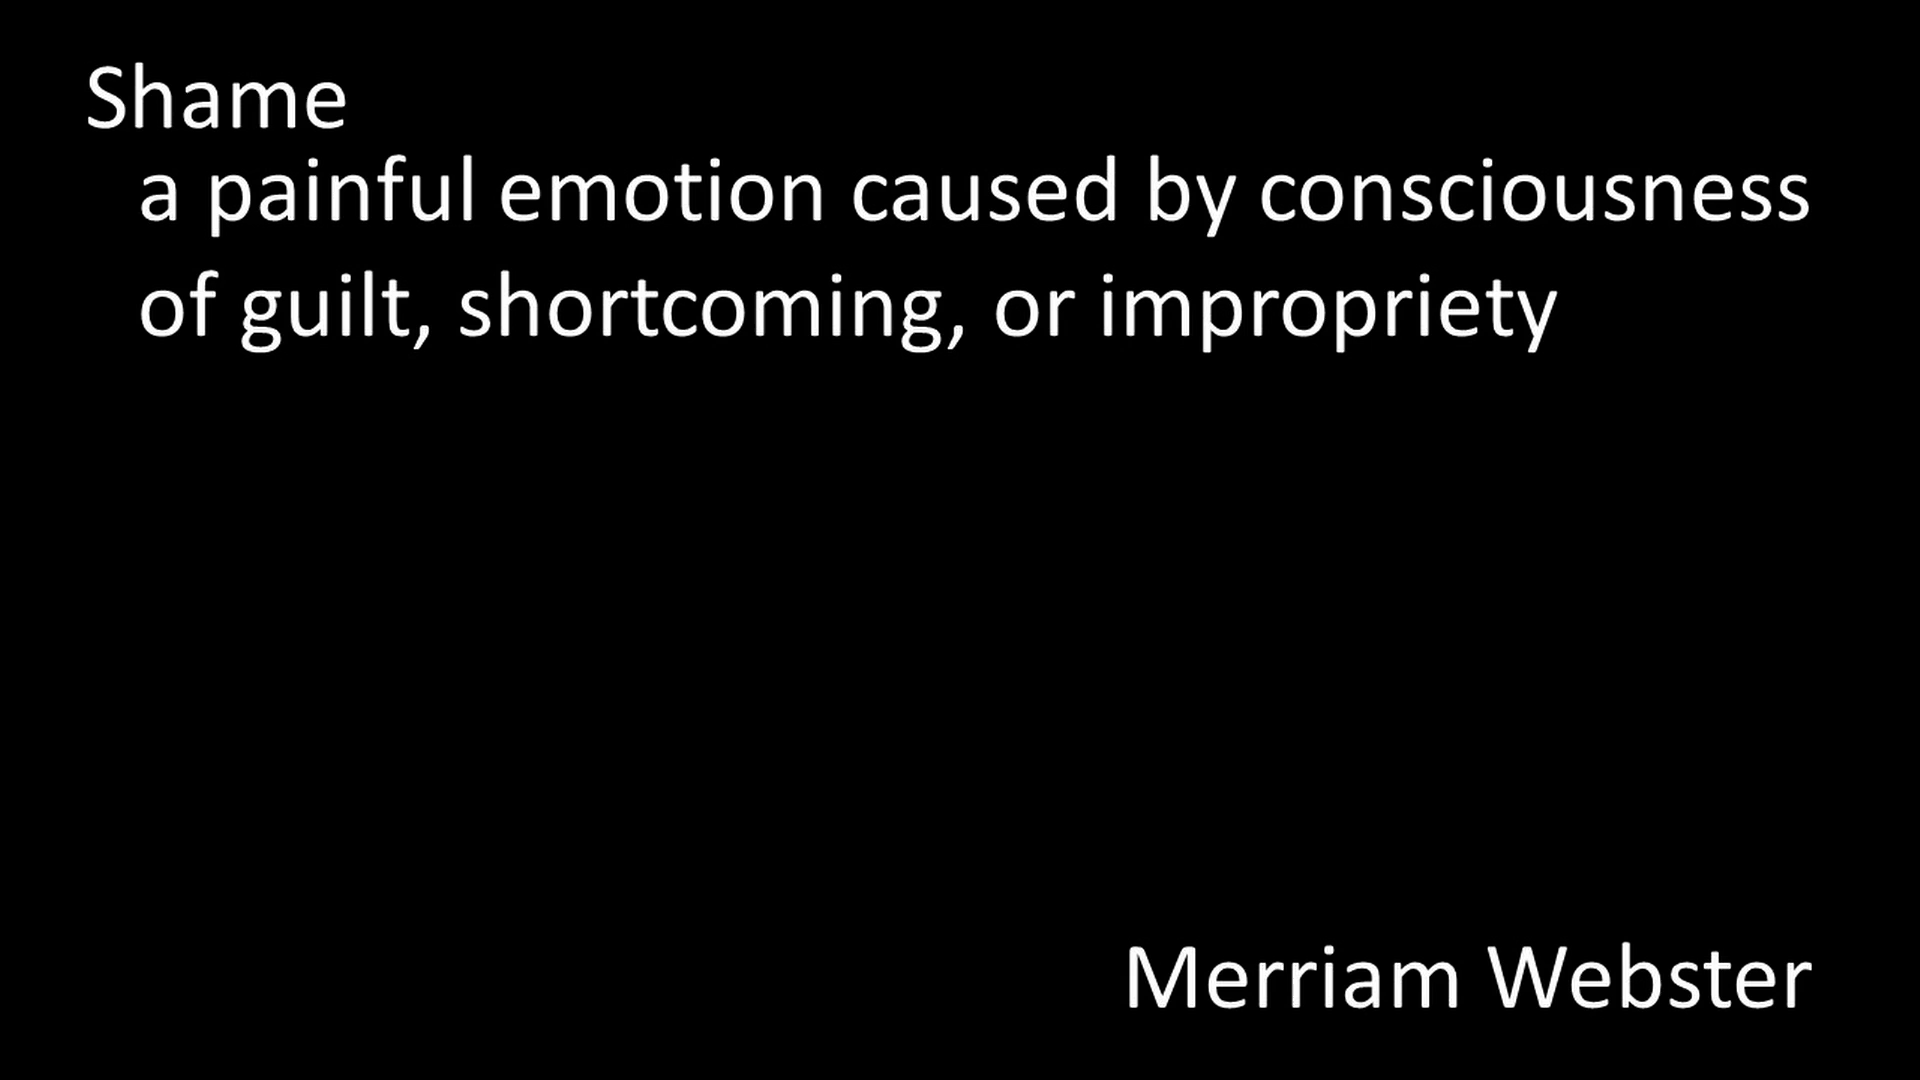 Shame
a painful emotion caused by consciousness
of guilt, shortcoming, or impropriety
Merriam Webster